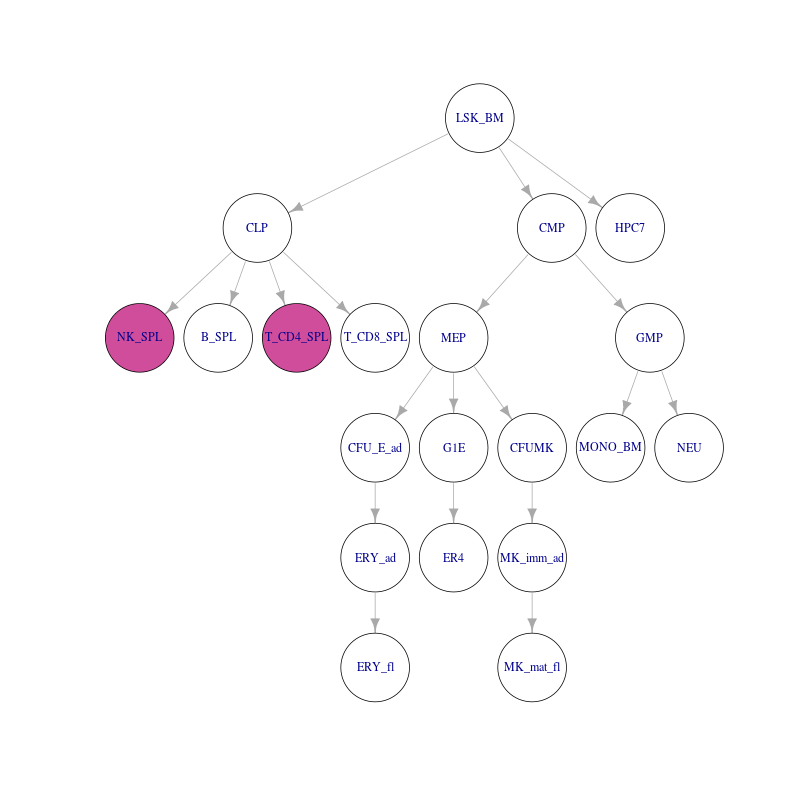 LSK_BM
CLP
CMP
HPC7
NK_SPL
B_SPL
T_CD4_SPL
T_CD8_SPL
MEP
GMP
CFU_E_ad
G1E
CFUMK
MONO_BM
NEU
ERY_ad
ER4
MK_imm_ad
ERY_fl
MK_mat_fl